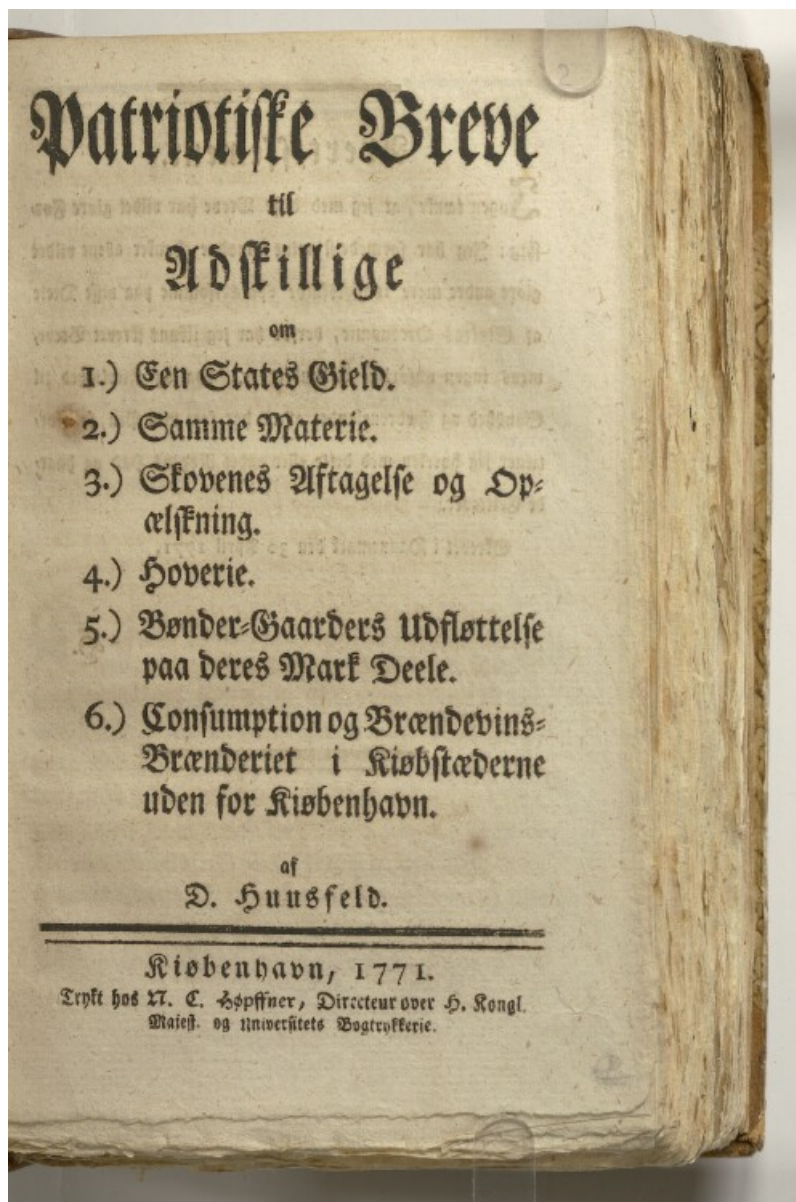 Patriotiske Breve
til
Adskillige
om
1.) Een States Gield.
2.) Samme Materie.
3.) Skovenes Aftagelse og Op-
ælskning.
4.) Hoverie.
5.) Bønder-Gaarders Udfløttelse
paa deres Mark Deele.
6.) Consumption og Brændevins-
Brænderiet i Kiøbstæderne
uden for Kiøbenhavn.
af
D. Huusfeld.
Kiøbenhavn, 1771.
Trykt hos N. C. Høpffner, Directeur over H. Kongl.
Majest. og Universitets Bogtrykkerie.